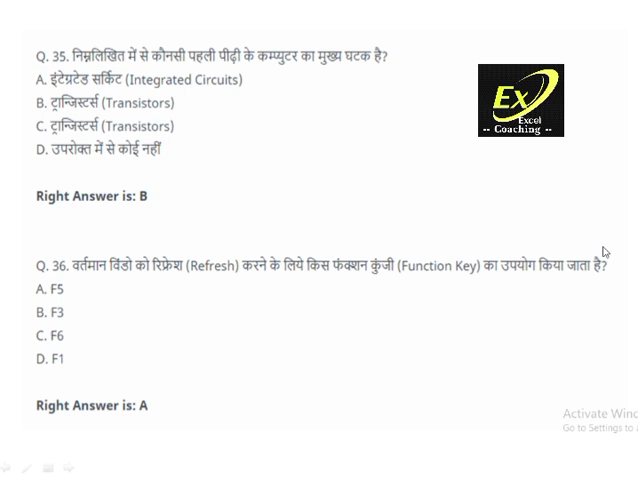 Q. 35. निम्नलिखित में से कौनसी पहली पीढ़ी के कम्प्युटर का मुख्य घटक है?
A. इंटेग्रटेड सर्किट (Integrated Circuits)
B. ट्रान्जिस्टर्स (Transistors)
C. ट्रान्जिस्टर्स (Transistors)
D. उपरोक्त में से कोई नहीं
Ex
Excel
-- Coaching --
Right Answer is: B
Q. 36. वर्तमान विंडो को रिफ्रेश (Refresh) करने के लिये किस फंक्शन कुंजी (Function Key) का उपयोग किया जाता है?
A. F5
B. F3
C. F6
D. F1
Right Answer is: A
Activate Wind
Go to Settings to